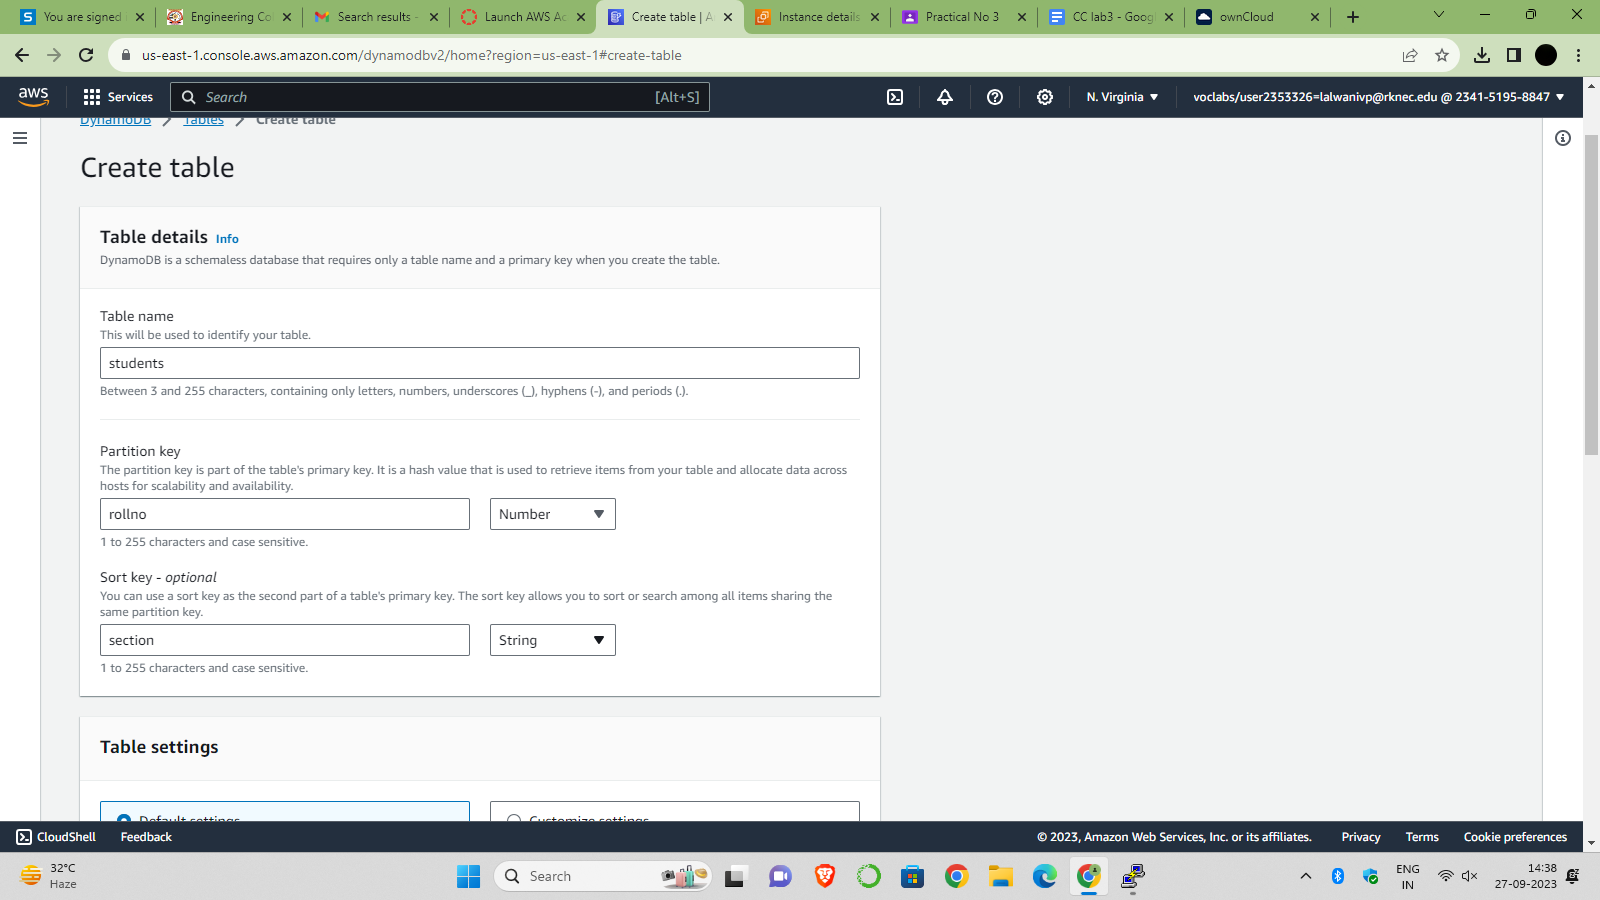 You are signed
Engineering Co
Search results -
Launch AWS Ac
Create table | A
Instance details
Practical No 3
CC lab3 - Goog
ownCloud
us-east-1.console.aws.amazon.com/dynamodbv2/home?region=us-east-1#create-table
aws
Services
Search
[Alt+S]
N. Virginia
voclabs/user2353326=lalwanivp@rknec.edu @ 2341-5195-8847
DynamoDB
Tables
Create table
Create table
Table details Info
DynamoDB is a schemaless database that requires only a table name and a primary key when you create the table.
Table name
This will be used to identify your table.
students
Between 3 and 255 characters, containing only letters, numbers, underscores (_), hyphens (-), and periods (.).
Partition key
The partition key is part of the table's primary key. It is a hash value that is used to retrieve items from your table and allocate data across
hosts for scalability and availability.
rollno
Number
1 to 255 characters and case sensitive.
Sort key - optional
You can use a sort key as the second part of a table's primary key. The sort key allows you to sort or search among all items sharing the
same partition key.
section
String
1 to 255 characters and case sensitive.
Table settings
Default settings
Customize settings
CloudShell
Feedback
© 2023, Amazon Web Services, Inc. or its affiliates.
Privacy
Terms
Cookie preferences
32°C
Haze
Search
ENG
IN
14:38
27-09-2023